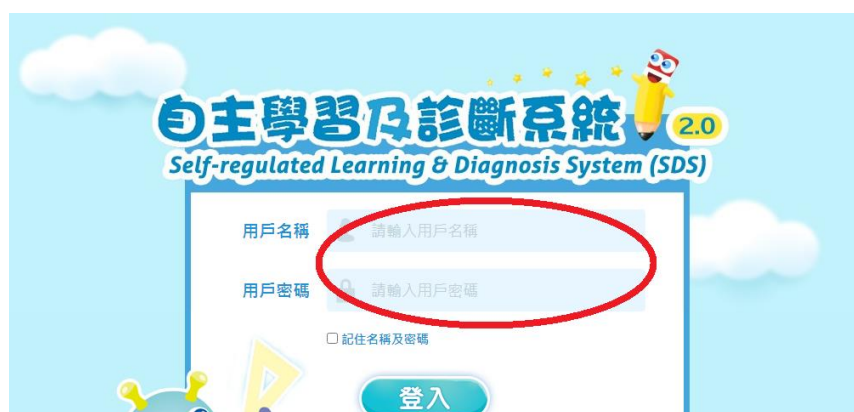 自主學習及診斷系統 2.0
Self-regulated Learning & Diagnosis System (SDS)
用戶名稱 請輸入用戶名稱
用戶密碼 請輸入用戶密碼
記住名稱及密碼
登入